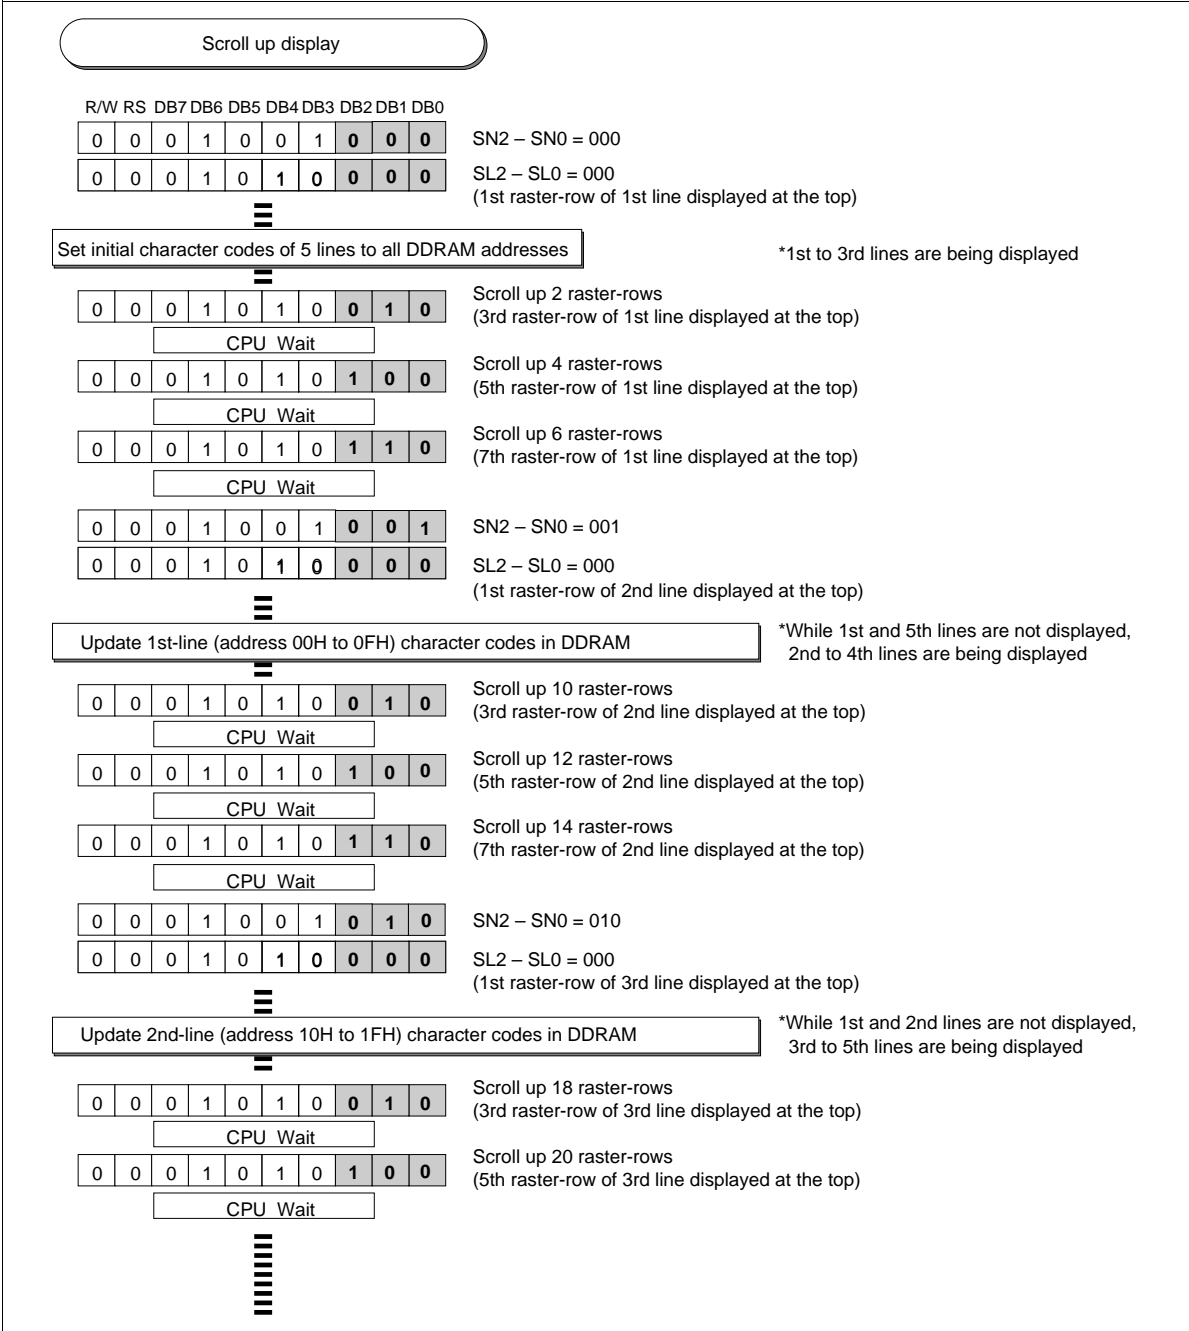 Scroll up display
R/W RS DB7 DB6 DB5 DB4 DB3 DB2 DB1 DB0
0 0 0 1 0 0 1 0 0 0 SN2 – SN0 = 000
0 0 0 1 0 1 0 0 0 0 SL2 – SL0 = 000
(1st raster-row of 1st line displayed at the top)
Set initial character codes of 5 lines to all DDRAM addresses
*1st to 3rd lines are being displayed
0 0 0 1 0 1 0 0 1 0 Scroll up 2 raster-rows
(3rd raster-row of 1st line displayed at the top)
CPU Wait
0 0 0 1 0 1 0 1 0 0 Scroll up 4 raster-rows
(5th raster-row of 1st line displayed at the top)
CPU Wait
0 0 0 1 0 1 0 1 1 0 Scroll up 6 raster-rows
(7th raster-row of 1st line displayed at the top)
CPU Wait
0 0 0 1 0 0 1 0 0 1 SN2 – SN0 = 001
0 0 0 1 0 1 0 0 0 0 SL2 – SL0 = 000
(1st raster-row of 2nd line displayed at the top)
Update 1st-line (address 00H to 0FH) character codes in DDRAM
*While 1st and 5th lines are not displayed,
2nd to 4th lines are being displayed
0 0 0 1 0 1 0 0 1 0 Scroll up 10 raster-rows
(3rd raster-row of 2nd line displayed at the top)
CPU Wait
0 0 0 1 0 1 0 1 0 0 Scroll up 12 raster-rows
(5th raster-row of 2nd line displayed at the top)
CPU Wait
0 0 0 1 0 1 0 1 1 0 Scroll up 14 raster-rows
(7th raster-row of 2nd line displayed at the top)
CPU Wait
0 0 0 1 0 0 1 0 1 0 SN2 – SN0 = 010
0 0 0 1 0 1 0 0 0 0 SL2 – SL0 = 000
(1st raster-row of 3rd line displayed at the top)
Update 2nd-line (address 10H to 1FH) character codes in DDRAM
*While 1st and 2nd lines are not displayed,
3rd to 5th lines are being displayed
0 0 0 1 0 1 0 0 1 0 Scroll up 18 raster-rows
(3rd raster-row of 3rd line displayed at the top)
CPU Wait
0 0 0 1 0 1 0 1 0 0 Scroll up 20 raster-rows
(5th raster-row of 3rd line displayed at the top)
CPU Wait